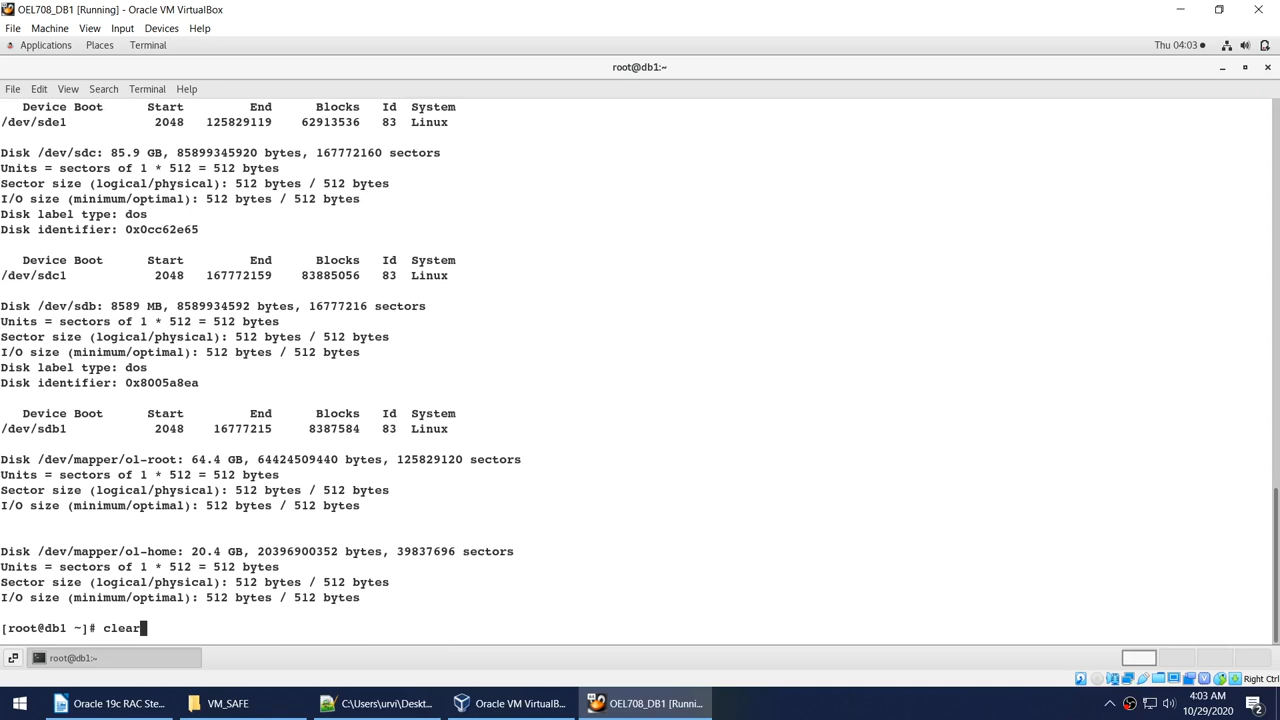 OEL708_DB1 [Running] - Oracle VM VirtualBox
File Machine View Input Devices Help
Applications Places Terminal Thu 04:03
root@db1:~
File Edit View Search Terminal Help
Device Boot Start End Blocks Id System
/dev/sde1 2048 125829119 62913536 83 Linux
Disk /dev/sdc: 85.9 GB, 85899345920 bytes, 167772160 sectors
Units = sectors of 1 * 512 = 512 bytes
Sector size (logical/physical): 512 bytes / 512 bytes
I/O size (minimum/optimal): 512 bytes / 512 bytes
Disk label type: dos
Disk identifier: 0x0cc62e65
Device Boot Start End Blocks Id System
/dev/sdc1 2048 167772159 83885056 83 Linux
Disk /dev/sdb: 8589 MB, 8589934592 bytes, 16777216 sectors
Units = sectors of 1 * 512 = 512 bytes
Sector size (logical/physical): 512 bytes / 512 bytes
I/O size (minimum/optimal): 512 bytes / 512 bytes
Disk label type: dos
Disk identifier: 0x8005a8ea
Device Boot Start End Blocks Id System
/dev/sdb1 2048 16777215 8387584 83 Linux
Disk /dev/mapper/ol-root: 64.4 GB, 64424509440 bytes, 125829120 sectors
Units = sectors of 1 * 512 = 512 bytes
Sector size (logical/physical): 512 bytes / 512 bytes
I/O size (minimum/optimal): 512 bytes / 512 bytes
Disk /dev/mapper/ol-home: 20.4 GB, 20396900352 bytes, 39837696 sectors
Units = sectors of 1 * 512 = 512 bytes
Sector size (logical/physical): 512 bytes / 512 bytes
I/O size (minimum/optimal): 512 bytes / 512 bytes
[root@db1 ~]# clear
root@db1:~
Right Ctrl
Oracle 19c RAC Ste... VM_SAFE C:\Users\urvi\Deskt... Oracle VM VirtualB... OEL708_DB1 [Runni... 4:03 AM
10/29/2020 2